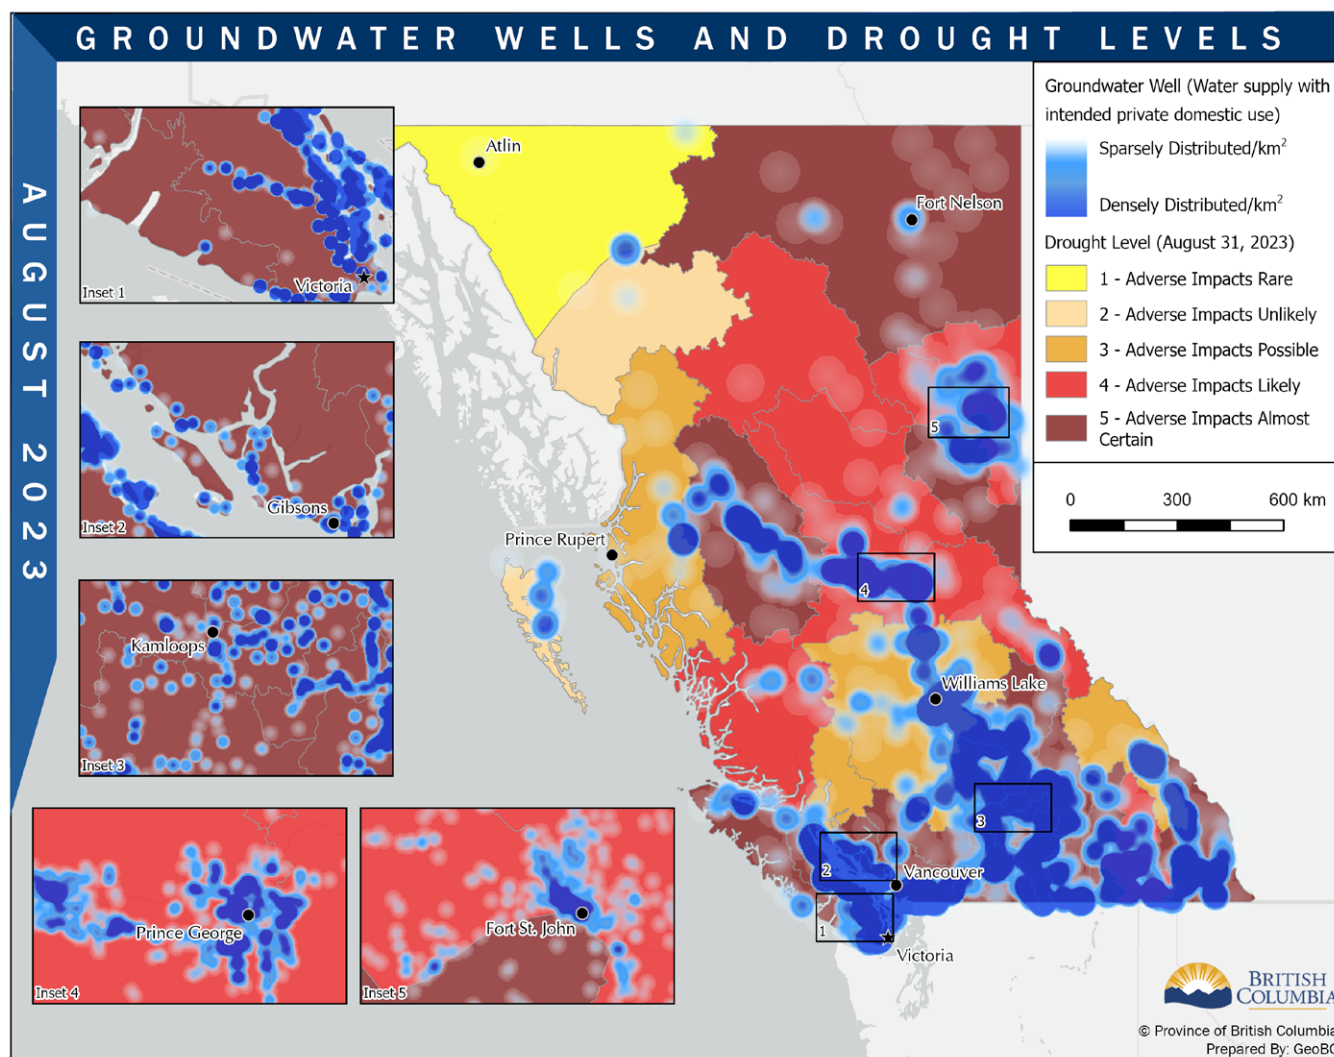 GROUNDWATER WELLS AND DROUGHT LEVELS
AUGUST 2023
Groundwater Well (Water supply with
intended private domestic use)
Sparsely Distributed/km²
Densely Distributed/km²
Drought Level (August 31, 2023)
1 - Adverse Impacts Rare
2 - Adverse Impacts Unlikely
3 - Adverse Impacts Possible
4 - Adverse Impacts Likely
5 - Adverse Impacts Almost
Certain
0 300 600 km
Atlin
Fort Nelson
Prince Rupert
Williams Lake
Vancouver
Victoria
5
4
3
2
1
Victoria
Inset 1
Gibsons
Inset 2
Kamloops
Inset 3
Prince George
Inset 4
Fort St. John
Inset 5
BRITISH
COLUMBIA
© Province of British Columbia
Prepared By: GeoBC